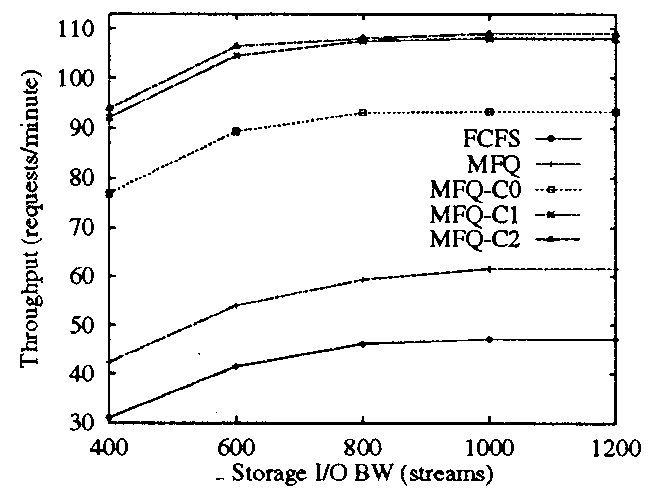 Throughput (requests/minute)
110
100
90
80
70
60
50
40
30
FCFS
MFQ
MFQ-C0
MFQ-C1
MFQ-C2
400 600 800 1000 1200
Storage I/O BW (streams)